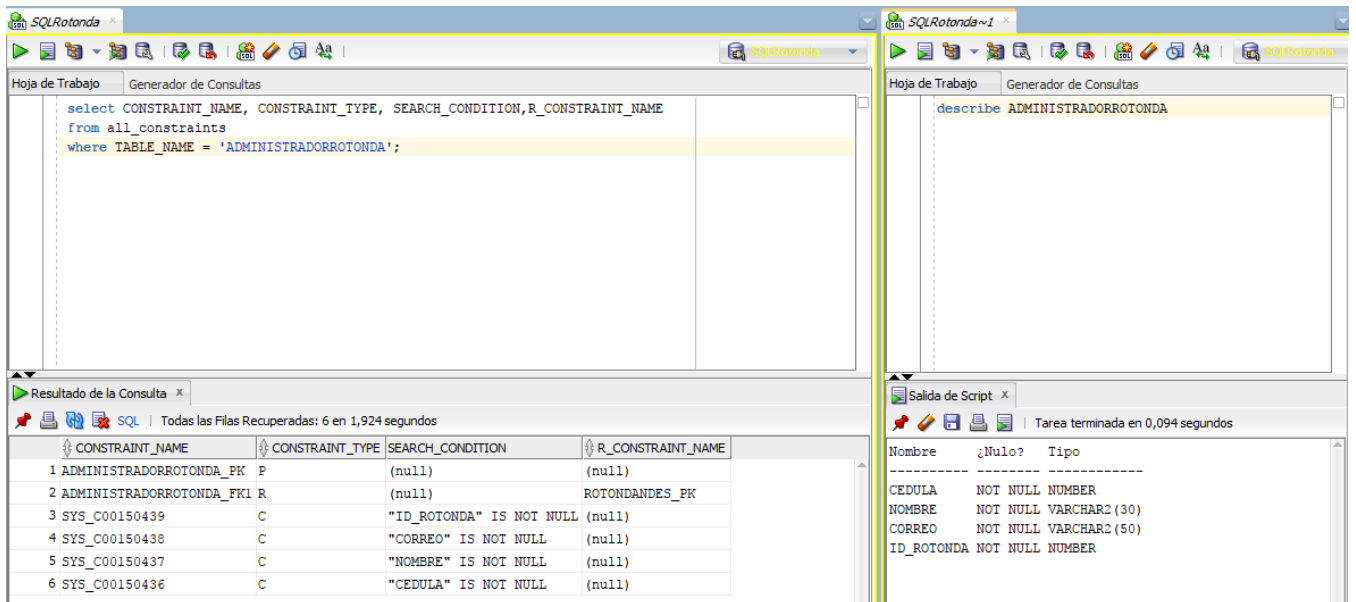 SQLRotonda
SQLRotonda
Hoja de Trabajo Generador de Consultas
select CONSTRAINT_NAME, CONSTRAINT_TYPE, SEARCH_CONDITION,R_CONSTRAINT_NAME
from all_constraints
where TABLE_NAME = 'ADMINISTRADORROTONDA';
Resultado de la Consulta x
SQL | Todas las Filas Recuperadas: 6 en 1,924 segundos
CONSTRAINT_NAME CONSTRAINT_TYPE SEARCH_CONDITION R_CONSTRAINT_NAME
1 ADMINISTRADORROTONDA_PK P (null) (null)
2 ADMINISTRADORROTONDA_FK1 R (null) ROTONDANDES_PK
3 SYS_C00150439 C "ID_ROTONDA" IS NOT NULL (null)
4 SYS_C00150438 C "CORREO" IS NOT NULL (null)
5 SYS_C00150437 C "NOMBRE" IS NOT NULL (null)
6 SYS_C00150436 C "CEDULA" IS NOT NULL (null)
SQLRotonda~1
SQLRotonda
Hoja de Trabajo Generador de Consultas
describe ADMINISTRADORROTONDA
Salida de Script x
Tarea terminada en 0,094 segundos
Nombre ¿Nulo? Tipo
---------- -------- ------------
CEDULA NOT NULL NUMBER
NOMBRE NOT NULL VARCHAR2(30)
CORREO NOT NULL VARCHAR2(50)
ID_ROTONDA NOT NULL NUMBER